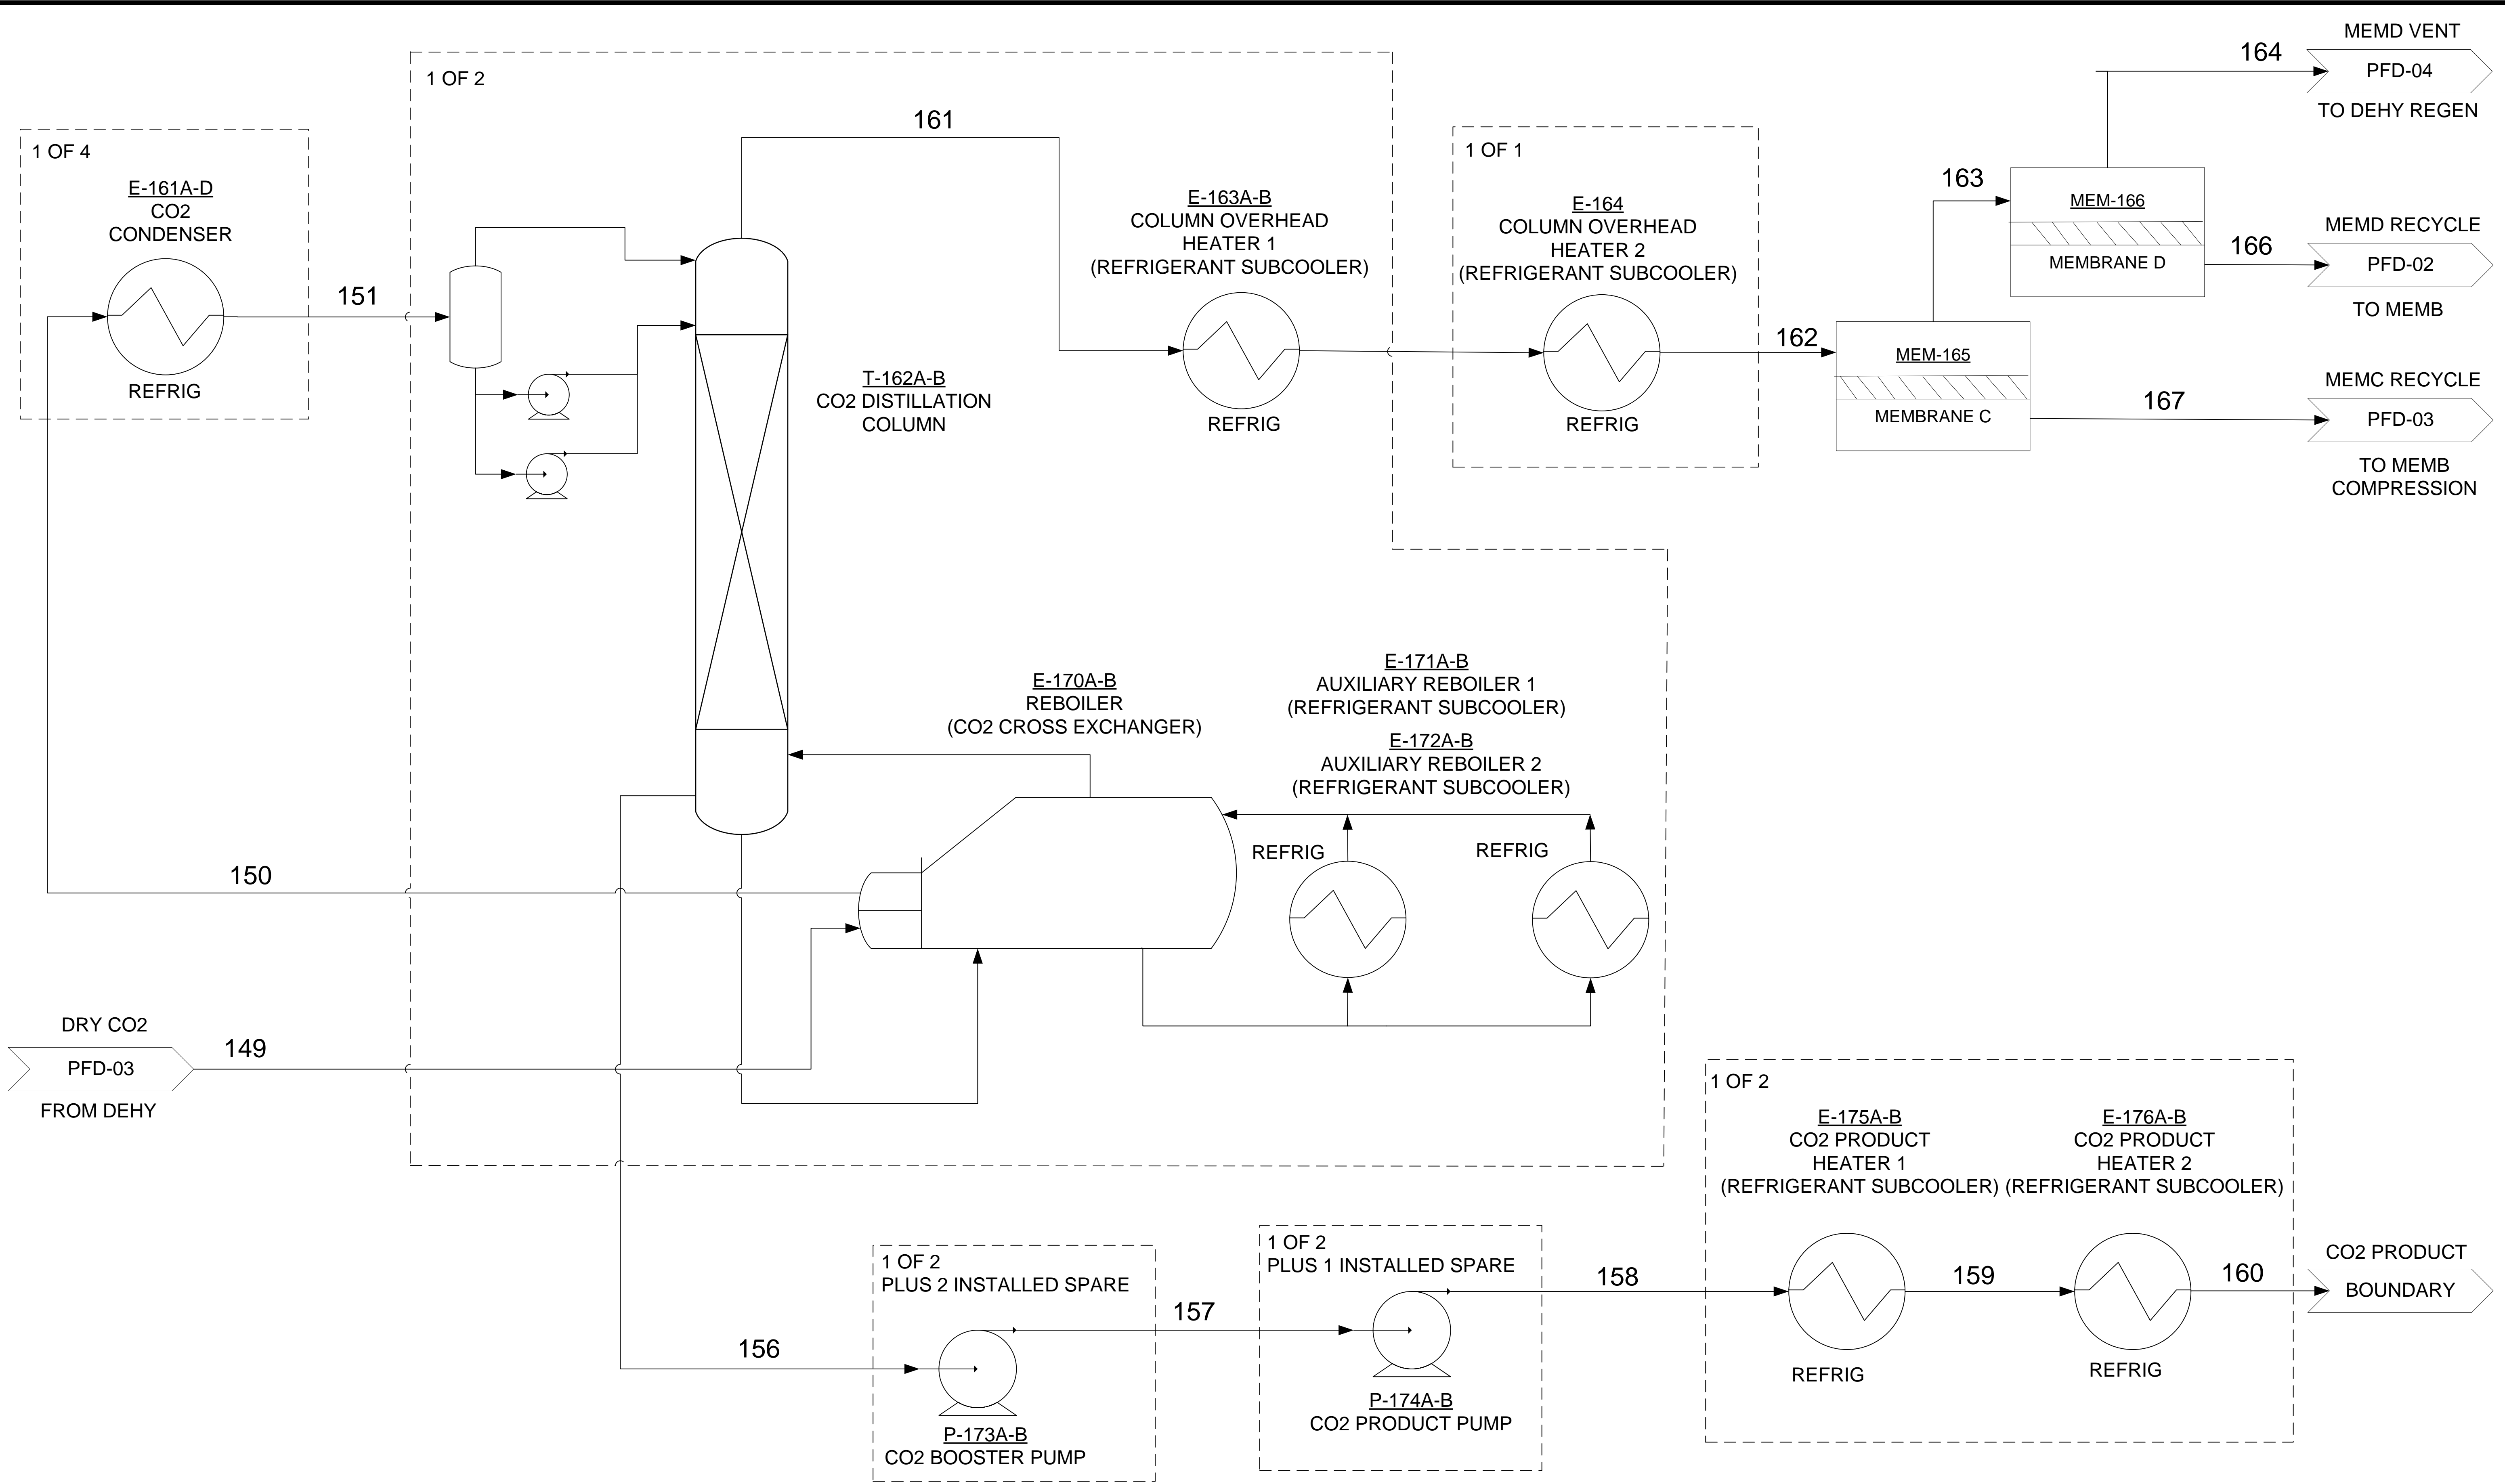 MEMD VENT
164
PFD-04
TO DEHY REGEN
1 OF 2
161
1 OF 4
E-161A-D
CO2
CONDENSER
REFRIG
151
1 OF 1
E-163A-B
COLUMN OVERHEAD
HEATER 1
(REFRIGERANT SUBCOOLER)
REFRIG
E-164
COLUMN OVERHEAD
HEATER 2
(REFRIGERANT SUBCOOLER)
REFRIG
163
MEM-166
MEMBRANE D
MEMD RECYCLE
166
PFD-02
TO MEMB
162
MEM-165
MEMBRANE C
MEMC RECYCLE
167
PFD-03
TO MEMB
COMPRESSION
T-162A-B
CO2 DISTILLATION
COLUMN
E-170A-B
REBOILER
(CO2 CROSS EXCHANGER)
E-171A-B
AUXILIARY REBOILER 1
(REFRIGERANT SUBCOOLER)
E-172A-B
AUXILIARY REBOILER 2
(REFRIGERANT SUBCOOLER)
REFRIG
REFRIG
150
DRY CO2
149
PFD-03
FROM DEHY
1 OF 2
E-175A-B
CO2 PRODUCT
HEATER 1
(REFRIGERANT SUBCOOLER)
REFRIG
E-176A-B
CO2 PRODUCT
HEATER 2
(REFRIGERANT SUBCOOLER)
REFRIG
1 OF 2
PLUS 2 INSTALLED SPARE
1 OF 2
PLUS 1 INSTALLED SPARE
158
159
160
CO2 PRODUCT
BOUNDARY
157
156
P-173A-B
CO2 BOOSTER PUMP
P-174A-B
CO2 PRODUCT PUMP